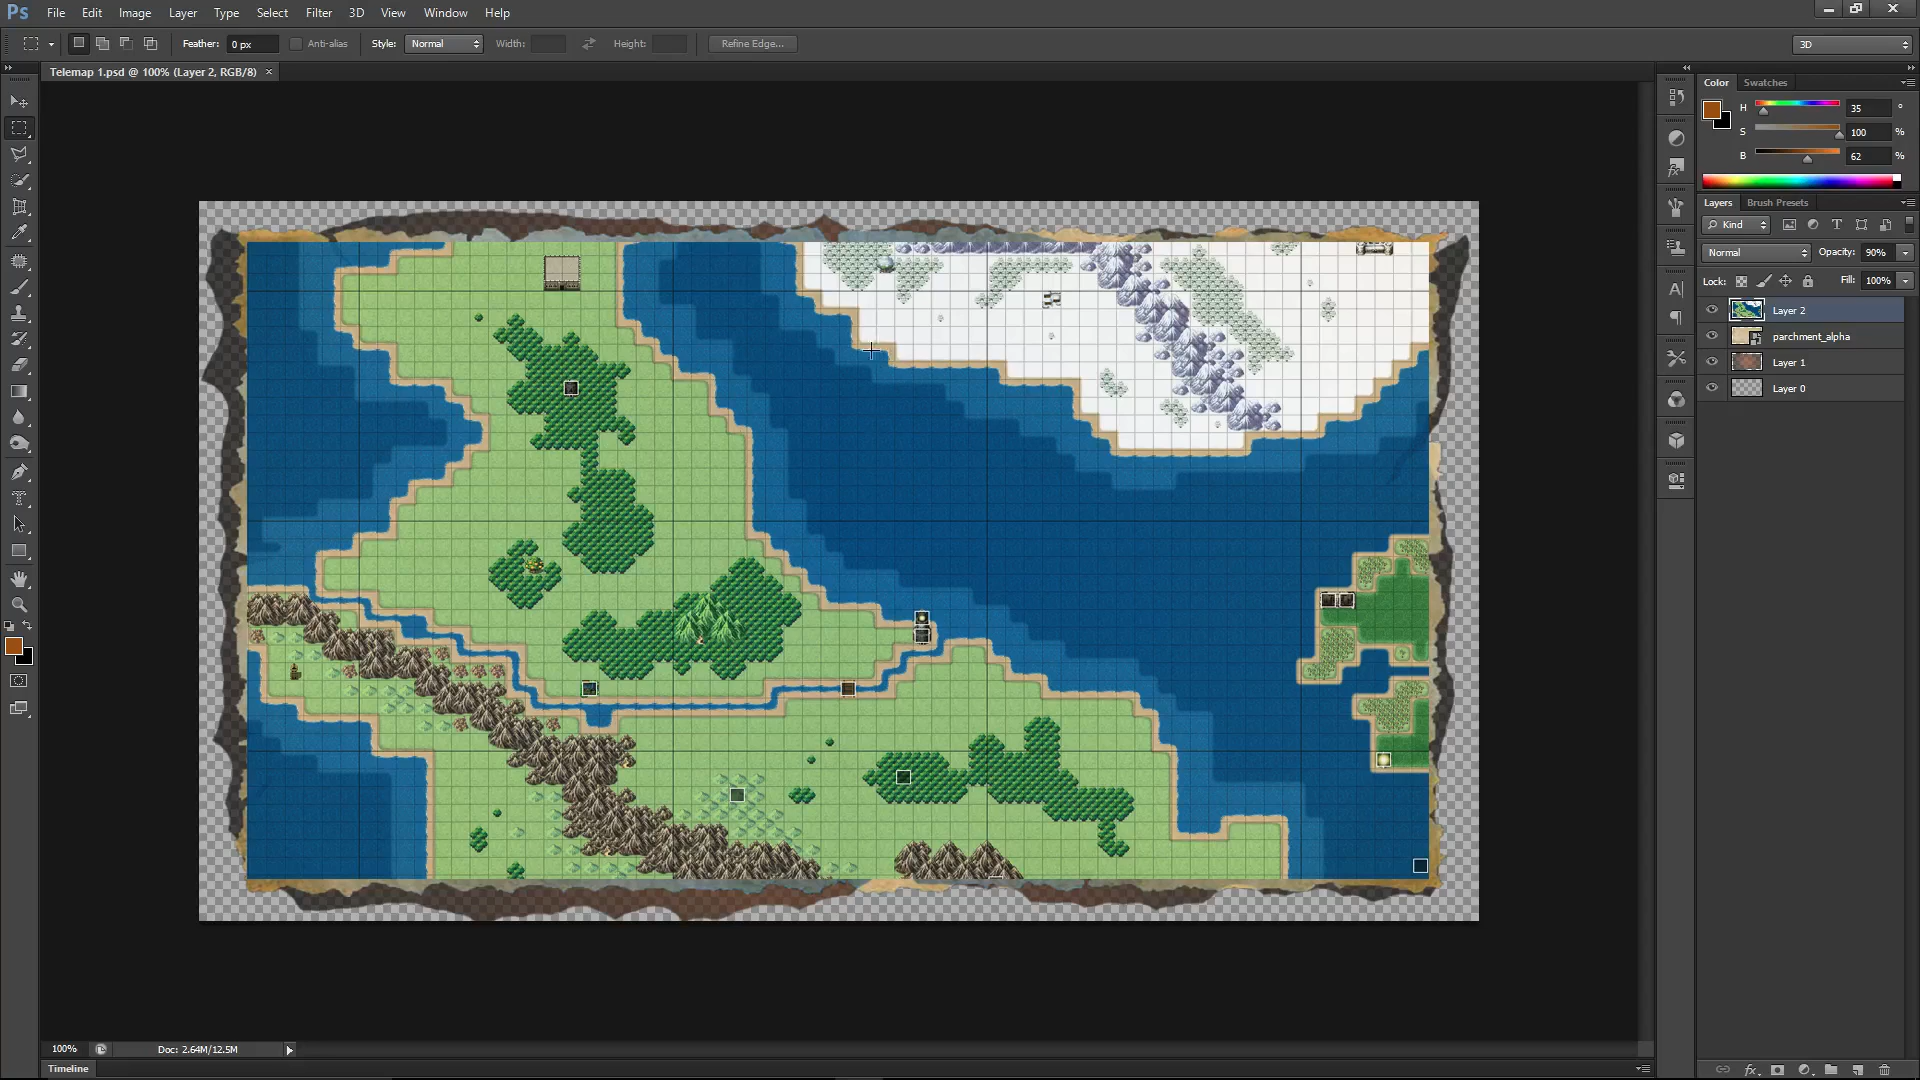 Ps File Edit Image Layer Type Select Filter 3D View Window Help
Feather: 0 px Anti-alias Style: Normal Width: Height: Refine Edge... 3D
Telemap 1.psd @ 100% (Layer 2, RGB/8) ×
Color Swatches
H 35 °
S 100 %
B 62 %
Layers Brush Presets
Kind
Normal Opacity: 90%
Lock: Fill: 100%
Layer 2
parchment_alpha
Layer 1
Layer 0
100% Doc: 2.64M/12.5M
Timeline